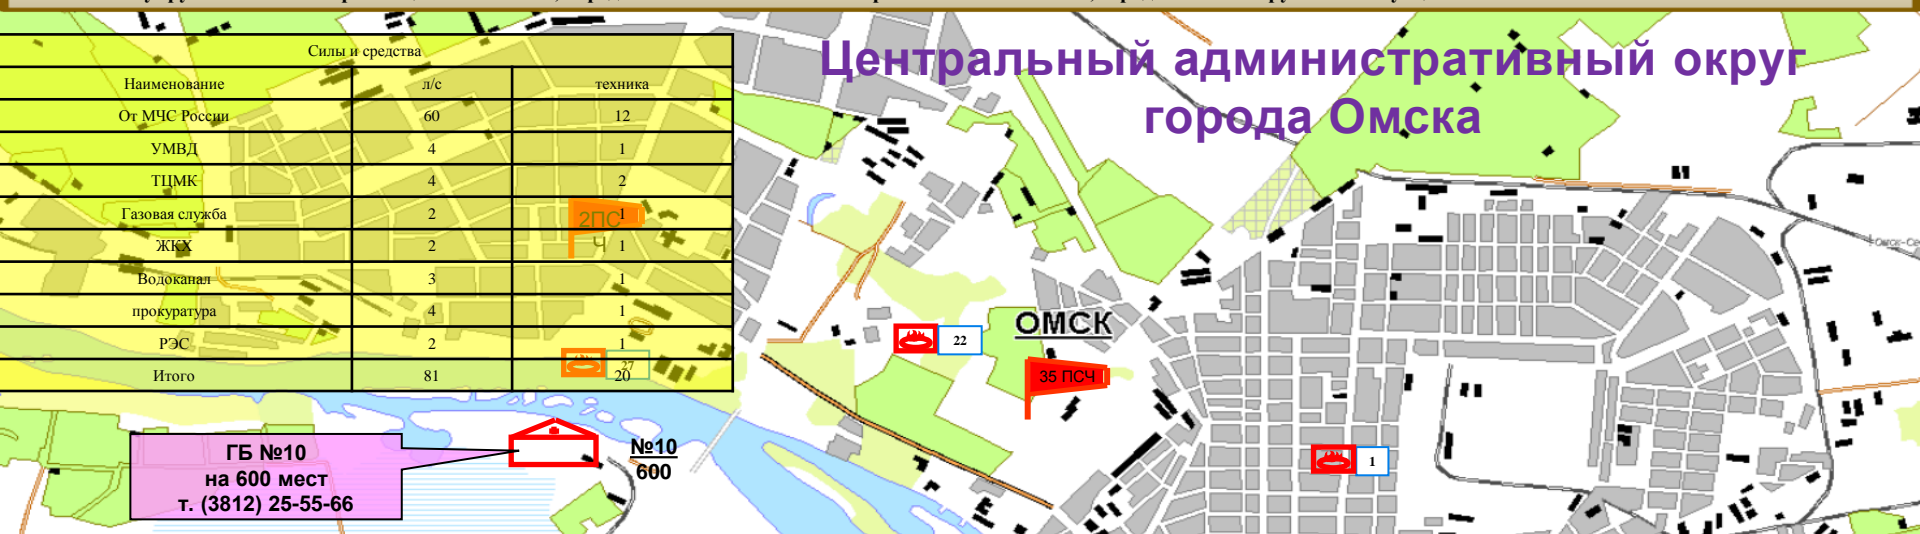 Центральный административный округ
города Омска
Силы и средства
Наименование л/с техника
От МЧС России 60 12
УМВД 4 1
ТЦМК 4 2
Газовая служба 2 1
ЖКХ 2 1
Водоканал 3 1
прокуратура 4 1
РЭС 2 1
Итого 81 20
2ПС
Ч
27
22
ОМСК
35 ПСЧ
1
ГБ №10
на 600 мест
т. (3812) 25-55-66
№10
600